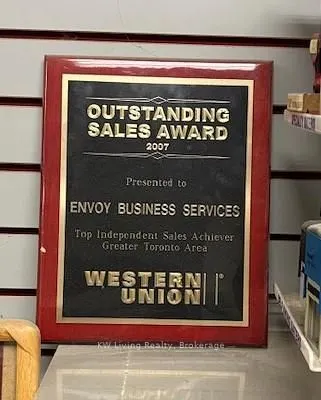 OUTSTANDING
SALES AWARD
2007
Presented to
ENVOY BUSINESS SERVICES
Top Independent Sales Achiever
Greater Toronto Area
WESTERN
UNION ®
KW Living Realty, Brokerage